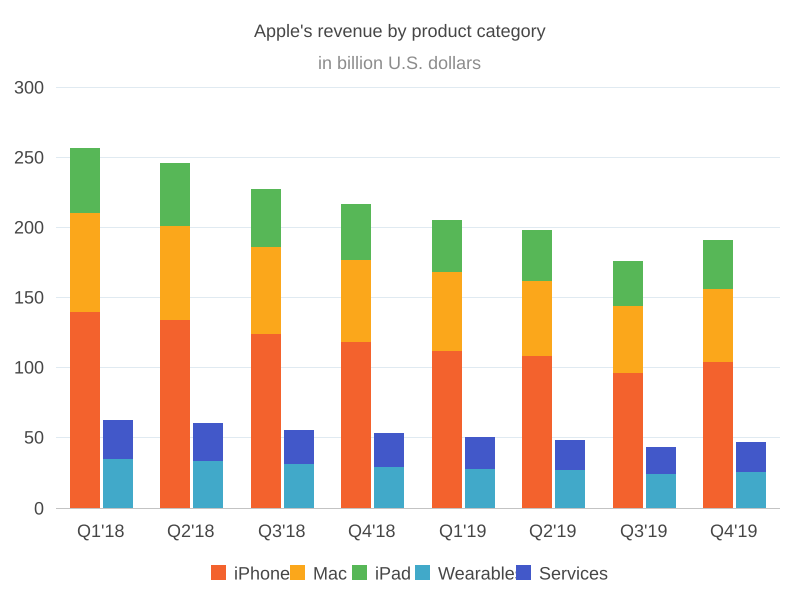 Apple's revenue by product category
in billion U.S. dollars
300
250
200
150
100
50
0
Q1'18 Q2'18 Q3'18 Q4'18 Q1'19 Q2'19 Q3'19 Q4'19
iPhone Mac iPad Wearables Services